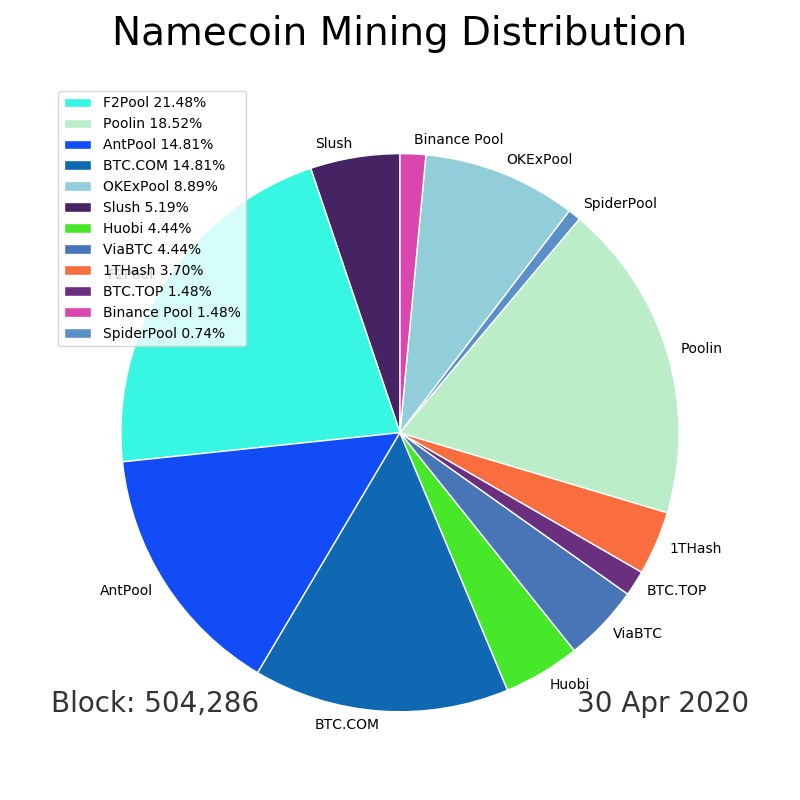 Namecoin Mining Distribution
F2Pool 21.48%
Poolin 18.52%
AntPool 14.81%
BTC.COM 14.81%
OKExPool 8.89%
Slush 5.19%
Huobi 4.44%
ViaBTC 4.44%
1THash 3.70%
BTC.TOP 1.48%
Binance Pool 1.48%
SpiderPool 0.74%
Slush
Binance Pool
OKExPool
SpiderPool
F2Pool
Poolin
1THash
AntPool
BTC.TOP
ViaBTC
Huobi
BTC.COM
Block: 504,286
30 Apr 2020